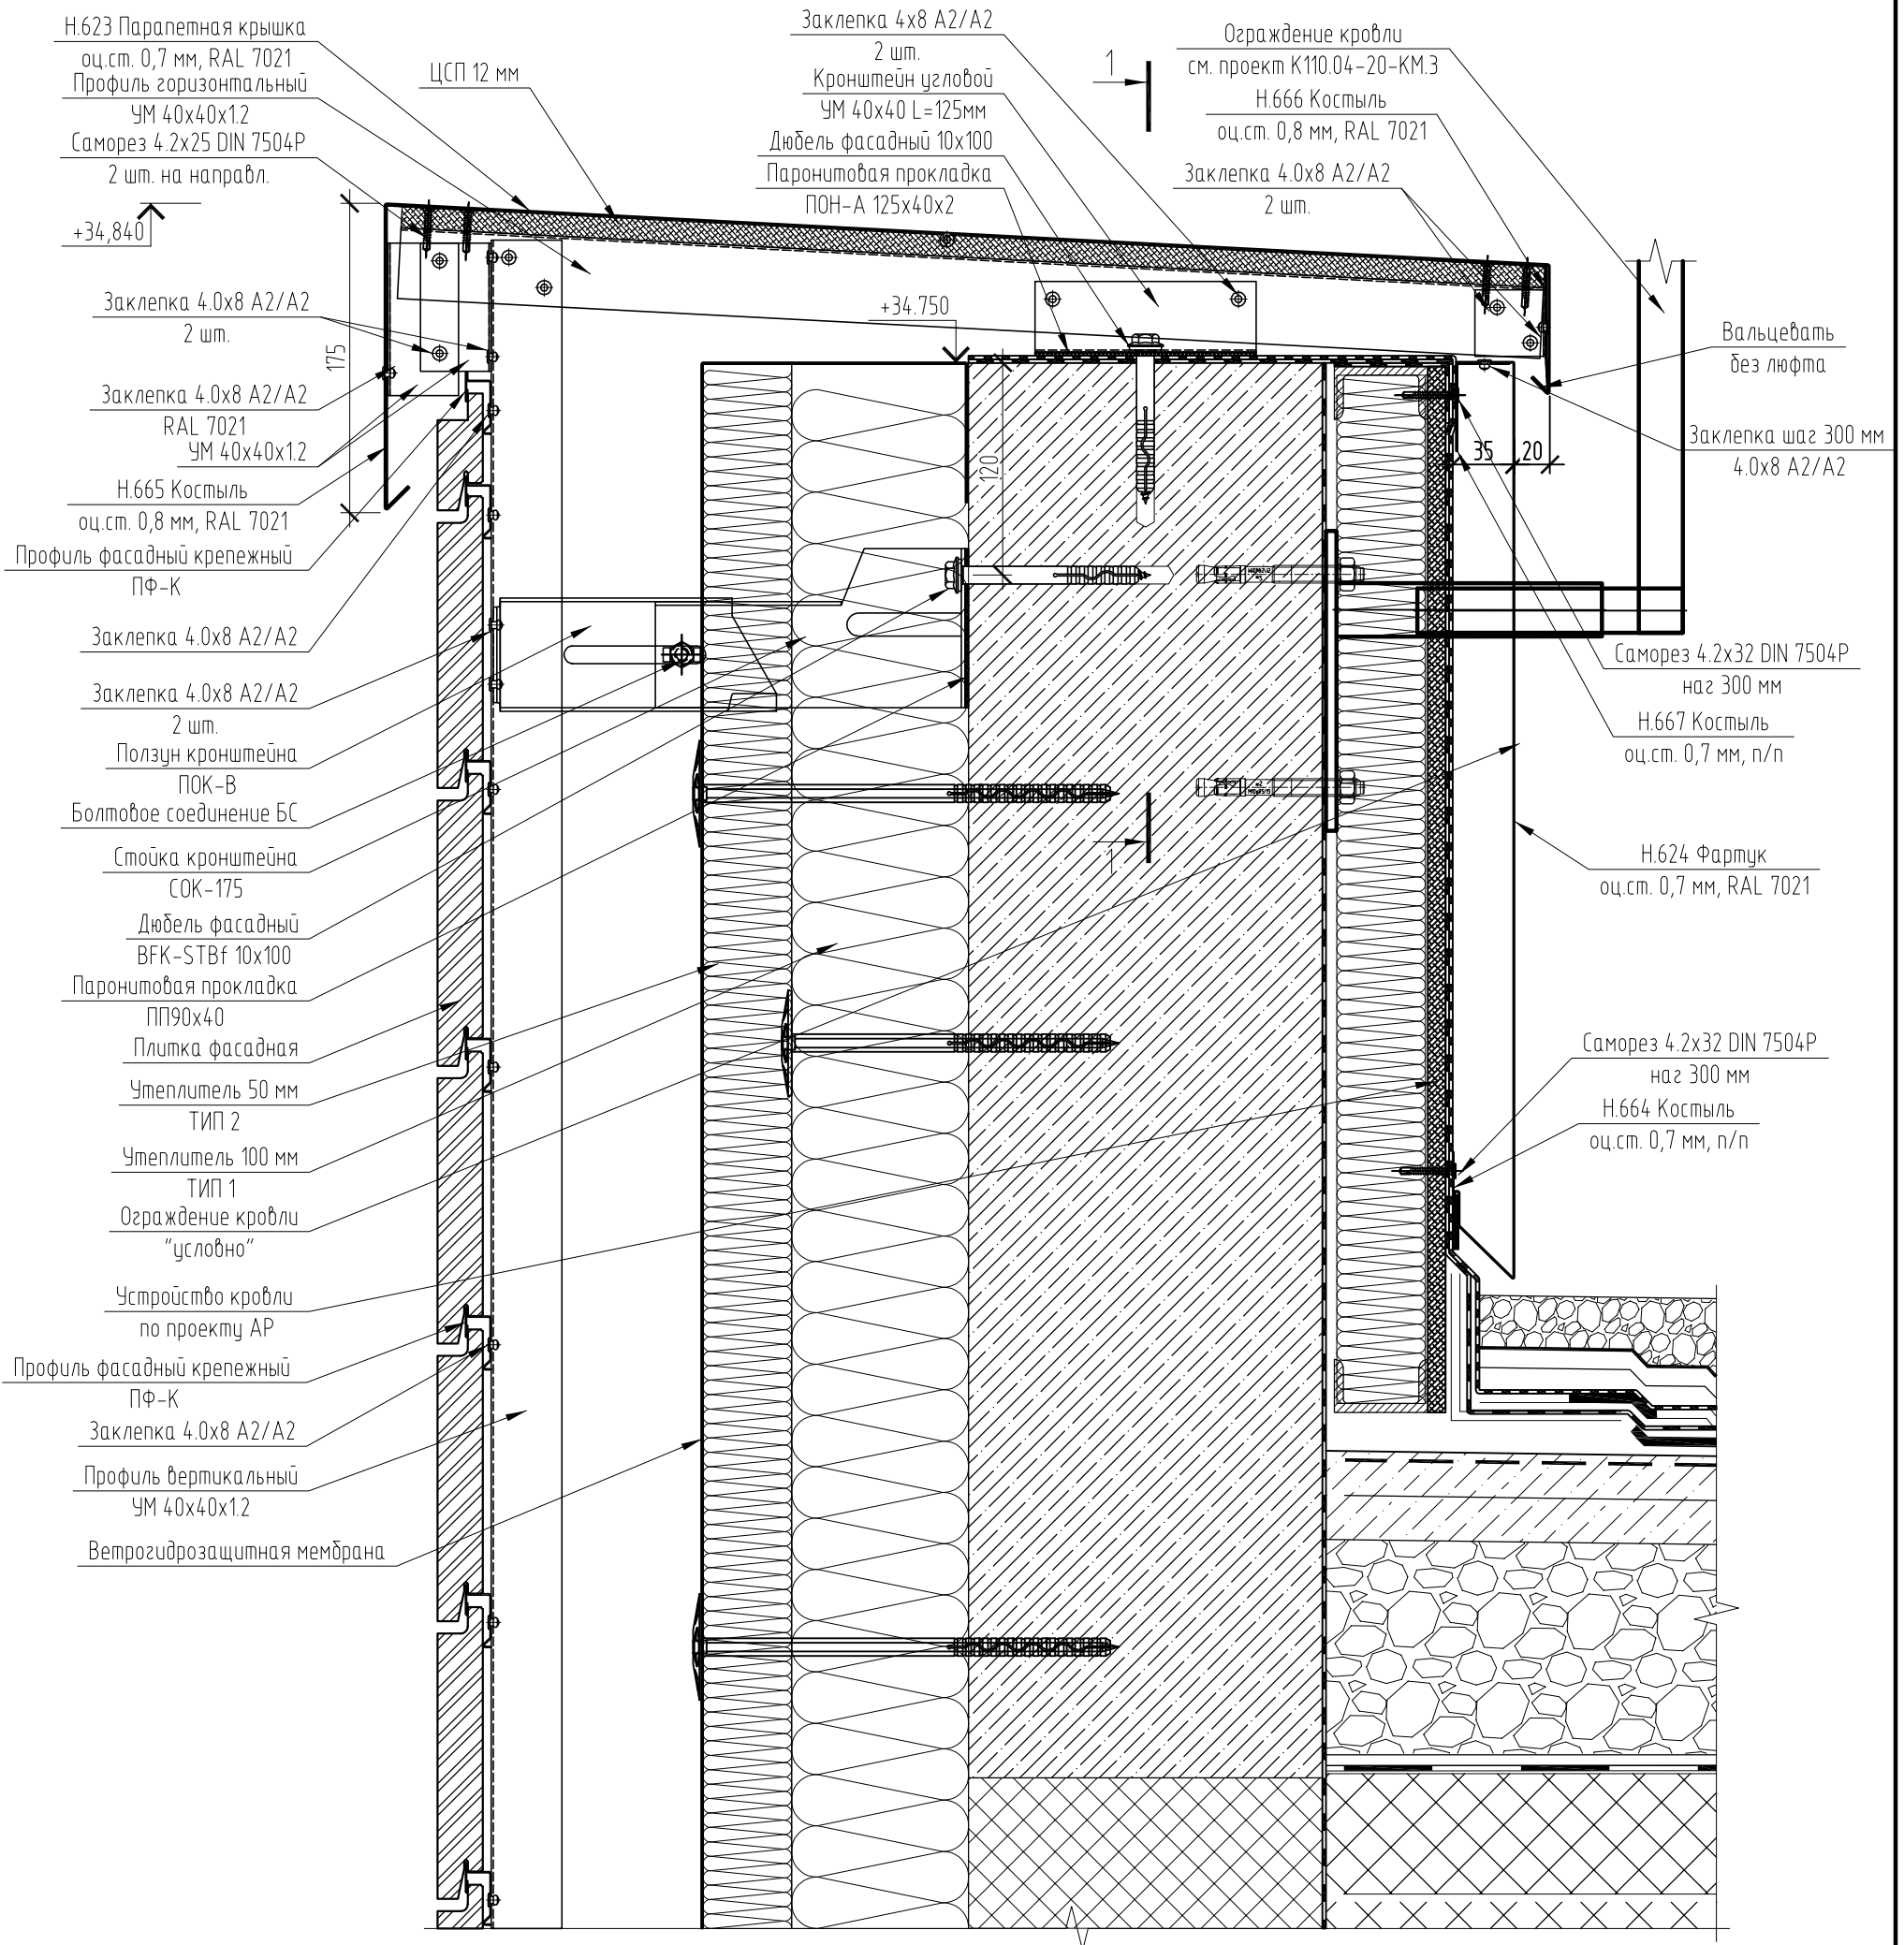 Н.623 Парапетная крышка
оц.ст. 0,7 мм, RAL 7021
Профиль горизонтальный
УМ 40х40х1.2
Саморез 4.2х25 DIN 7504P
2 шт. на направл.
ЦСП 12 мм
+34,840
175
Заклепка 4.0х8 А2/А2
2 шт.
Заклепка 4.0х8 А2/А2
RAL 7021
УМ 40х40х1.2
Н.665 Костыль
оц.ст. 0,8 мм, RAL 7021
Профиль фасадный крепежный
ПФ-К
Заклепка 4.0х8 А2/А2
Заклепка 4.0х8 А2/А2
2 шт.
Ползун кронштейна
ПОК-В
Болтовое соединение БС
Стойка кронштейна
СОК-175
Дюбель фасадный
BFK-STBf 10х100
Паронитовая прокладка
ПП90х40
Плитка фасадная
Утеплитель 50 мм
ТИП 2
Утеплитель 100 мм
ТИП 1
Ограждение кровли
"условно"
Устройство кровли
по проекту АР
Профиль фасадный крепежный
ПФ-К
Заклепка 4.0х8 А2/А2
Профиль вертикальный
УМ 40х40х1.2
Ветрогидрозащитная мембрана
Заклепка 4х8 А2/А2
2 шт.
Кронштейн угловой
УМ 40х40 L=125мм
Дюбель фасадный 10х100
Паронитовая прокладка
ПОН-А 125х40х2
+34.750
120
1
1
Ограждение кровли
см. проект К110.04-20-КМ.3
Н.666 Костыль
оц.ст. 0,8 мм, RAL 7021
Заклепка 4.0х8 А2/А2
2 шт.
Вальцевать
без люфта
Заклепка шаг 300 мм
4.0х8 А2/А2
35
20
Саморез 4.2х32 DIN 7504P
наг 300 мм
Н.667 Костыль
оц.ст. 0,7 мм, п/п
Н.624 Фартук
оц.ст. 0,7 мм, RAL 7021
Саморез 4.2х32 DIN 7504P
наг 300 мм
Н.664 Костыль
оц.ст. 0,7 мм, п/п